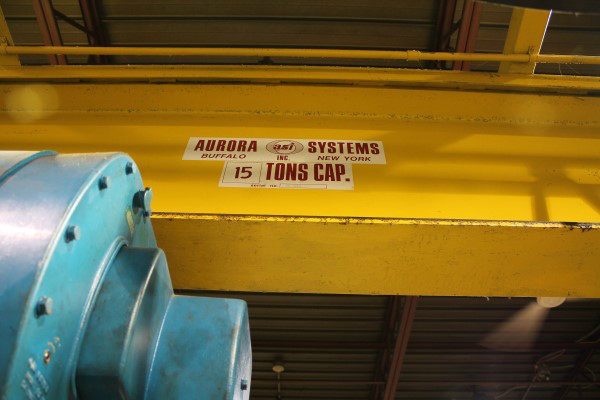 AURORA asi SYSTEMS
BUFFALO INC. NEW YORK
15 TONS CAP.